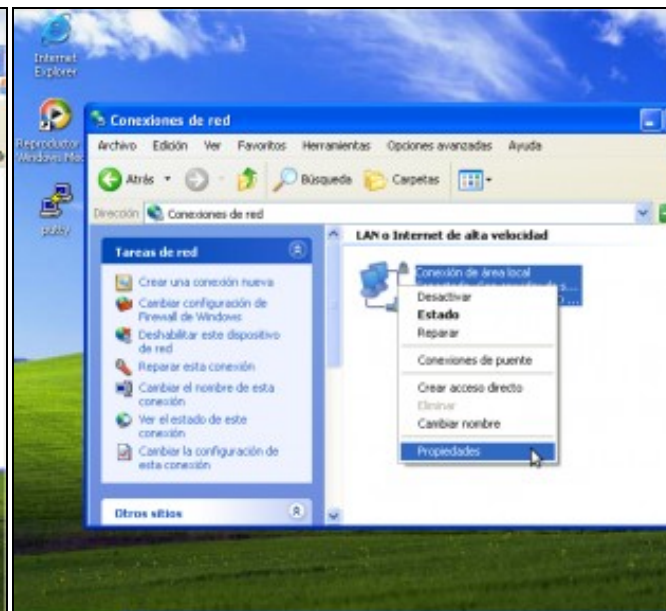 Internet
Explorer
Reproductor
Windows Med
putty
Conexiones de red
Archivo Edición Ver Favoritos Herramientas Opciones avanzadas Ayuda
Atrás Búsqueda Carpetas
Dirección Conexiones de red
Tareas de red
Crear una conexión nueva
Cambiar configuración de
Firewall de Windows
Deshabilitar este dispositivo
de red
Reparar esta conexión
Cambiar el nombre de esta
conexión
Ver el estado de este
conexión
Cambiar la configuración de
esta conexión
Otros sitios
LAN o Internet de alta velocidad
Conexión de área local
Desactivar
Estado
Reparar
Conexiones de puente
Crear acceso directo
Eliminar
Cambiar nombre
Propiedades